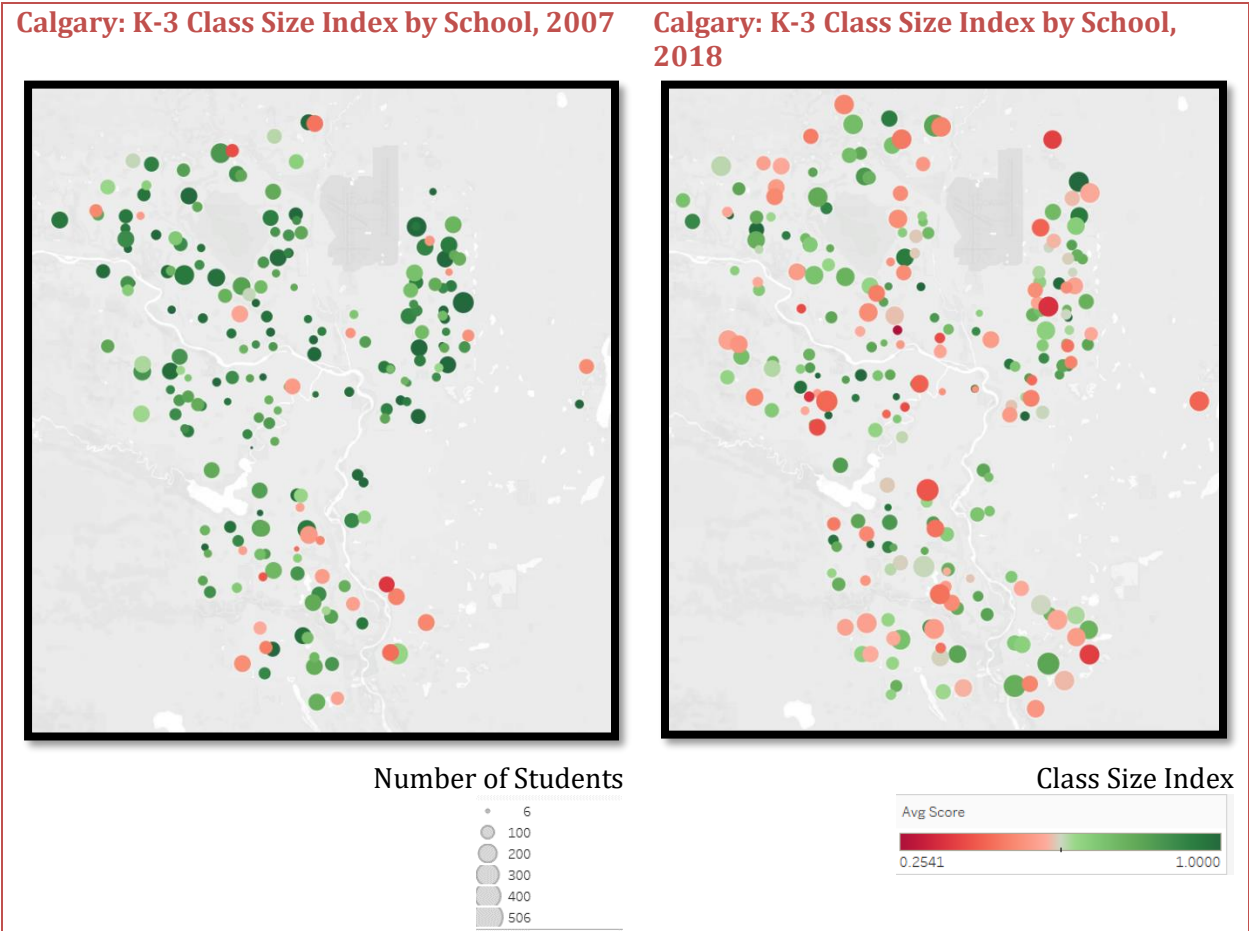 Calgary: K-3 Class Size Index by School, 2007
Calgary: K-3 Class Size Index by School,
2018
Number of Students
6
100
200
300
400
506
Class Size Index
Avg Score
0.2541 1.0000